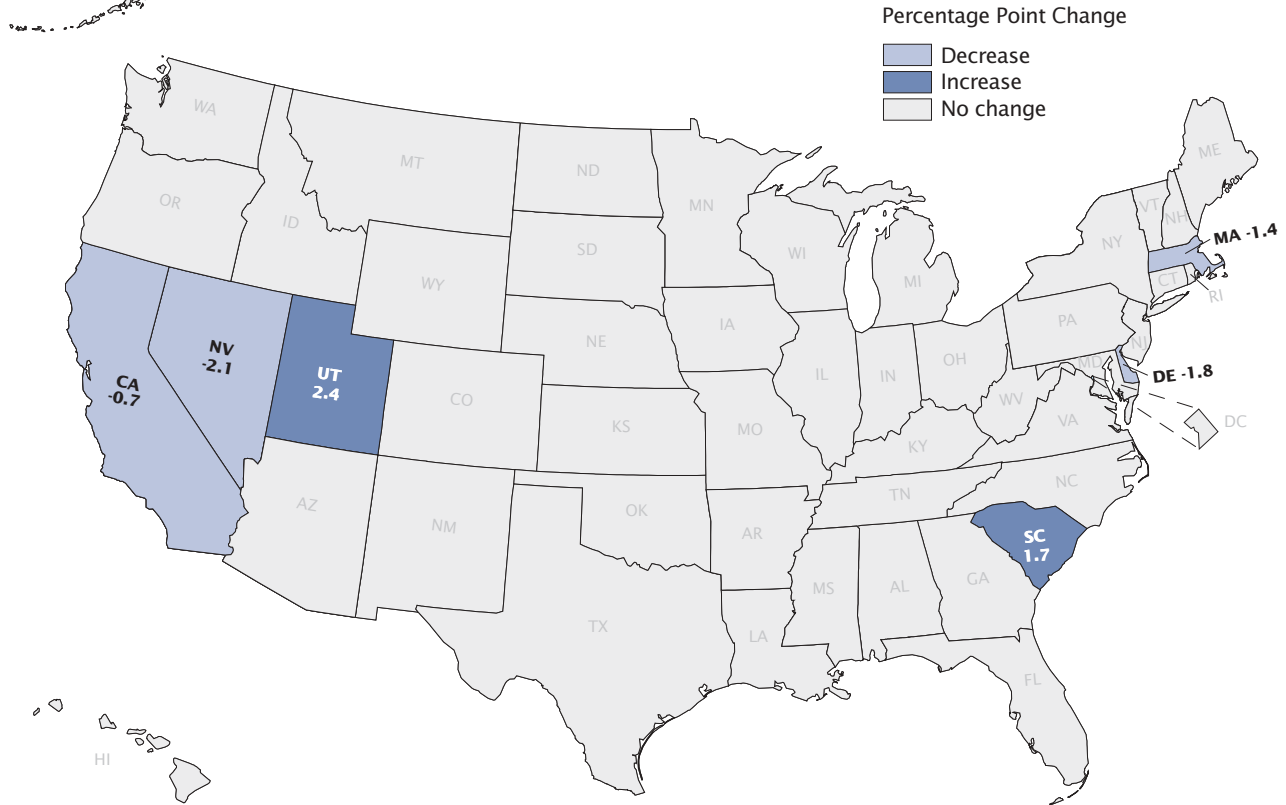 Percentage Point Change
Decrease
Increase
No change
WA
MT
ND
MN
ME
OR
ID
SD
WI
VT
NH
NY
MA -1.4
WY
MI
CT
RI
NV
-2.1
NE
IA
PA
NJ
CA
-0.7
UT
2.4
CO
IL
IN
OH
MD
DE -1.8
KS
MO
WV
VA
DC
KY
AZ
NM
OK
AR
TN
NC
SC
1.7
MS
AL
GA
TX
LA
FL
HI